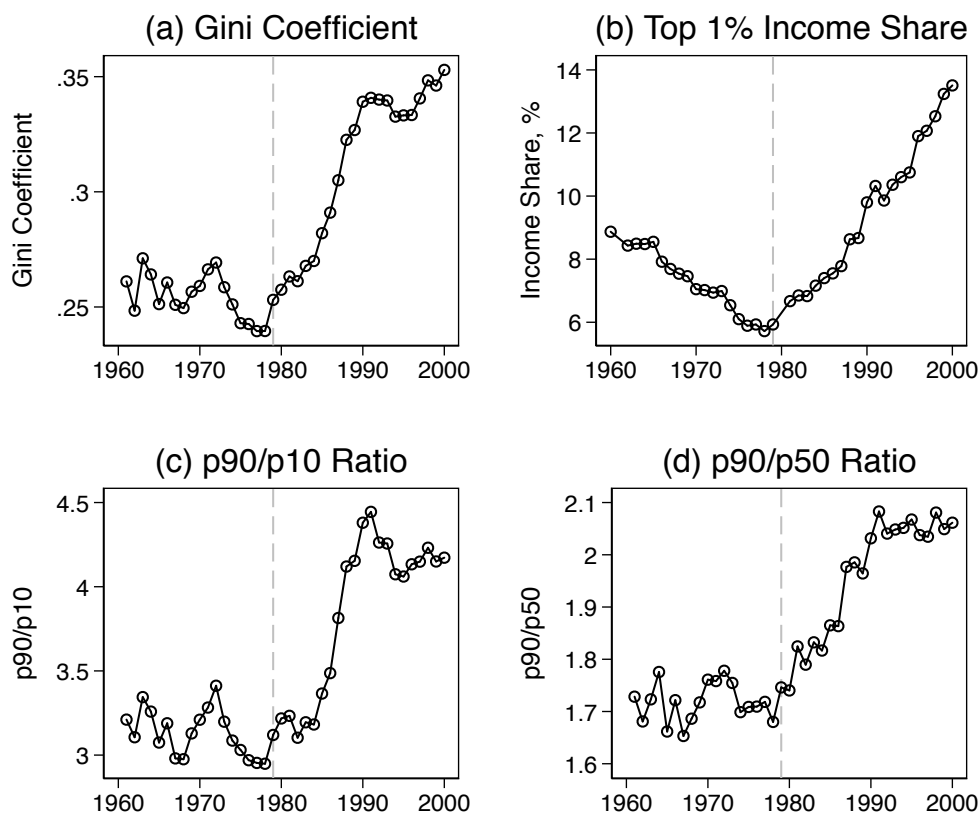 (a) Gini Coefficient
Gini Coefficient
.35
.3
.25
1960 1970 1980 1990 2000
(b) Top 1% Income Share
Income Share, %
14
12
10
8
6
1960 1970 1980 1990 2000
(c) p90/p10 Ratio
p90/p10
4.5
4
3.5
3
1960 1970 1980 1990 2000
(d) p90/p50 Ratio
p90/p50
2.1
2
1.9
1.8
1.7
1.6
1960 1970 1980 1990 2000